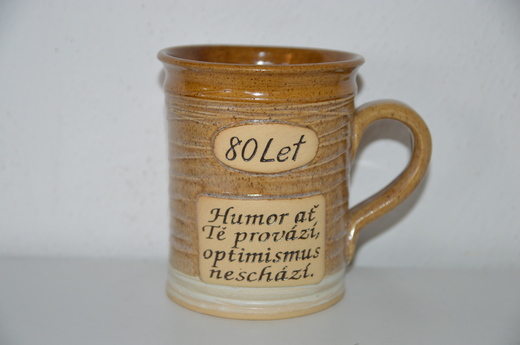 80 Let
Humor ať
Tě provází,
optimismus
neschází.